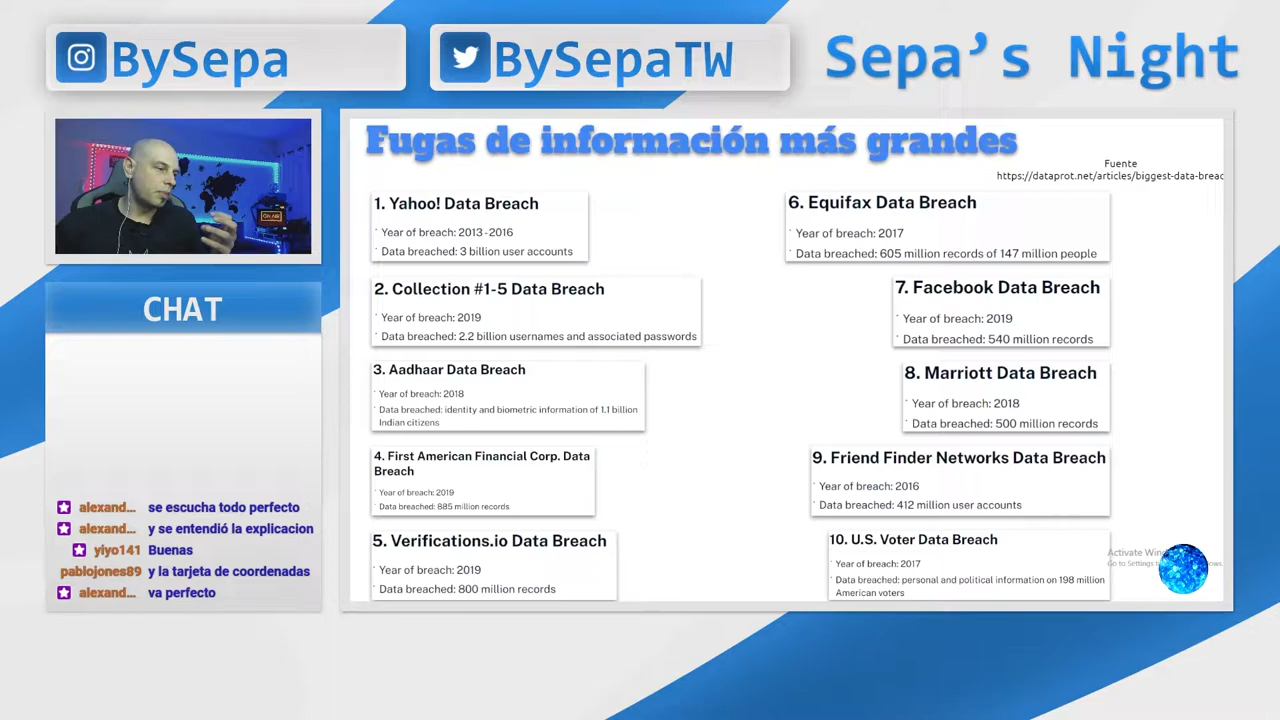 BySepa
BySepaTW
Sepa's Night
ON AIR
CHAT
alexand... se escucha todo perfecto
alexand... y se entendió la explicacion
yiyo141 Buenas
pablojones89 y la tarjeta de coordenadas
alexand... va perfecto
Fugas de información más grandes
Fuente
https://dataprot.net/articles/biggest-data-breac
1. Yahoo! Data Breach
Year of breach: 2013-2016
Data breached: 3 billion user accounts
2. Collection #1-5 Data Breach
Year of breach: 2019
Data breached: 2.2 billion usernames and associated passwords
3. Aadhaar Data Breach
Year of breach: 2018
Data breached: identity and biometric information of 1.1 billion
Indian citizens
4. First American Financial Corp. Data
Breach
Year of breach: 2019
Data breached: 885 million records
5. Verifications.io Data Breach
Year of breach: 2019
Data breached: 800 million records
6. Equifax Data Breach
Year of breach: 2017
Data breached: 605 million records of 147 million people
7. Facebook Data Breach
Year of breach: 2019
Data breached: 540 million records
8. Marriott Data Breach
Year of breach: 2018
Data breached: 500 million records
9. Friend Finder Networks Data Breach
Year of breach: 2016
Data breached: 412 million user accounts
10. U.S. Voter Data Breach
Year of breach: 2017
Data breached: personal and political information on 198 million
American voters
Activate Win
Go to Settings t